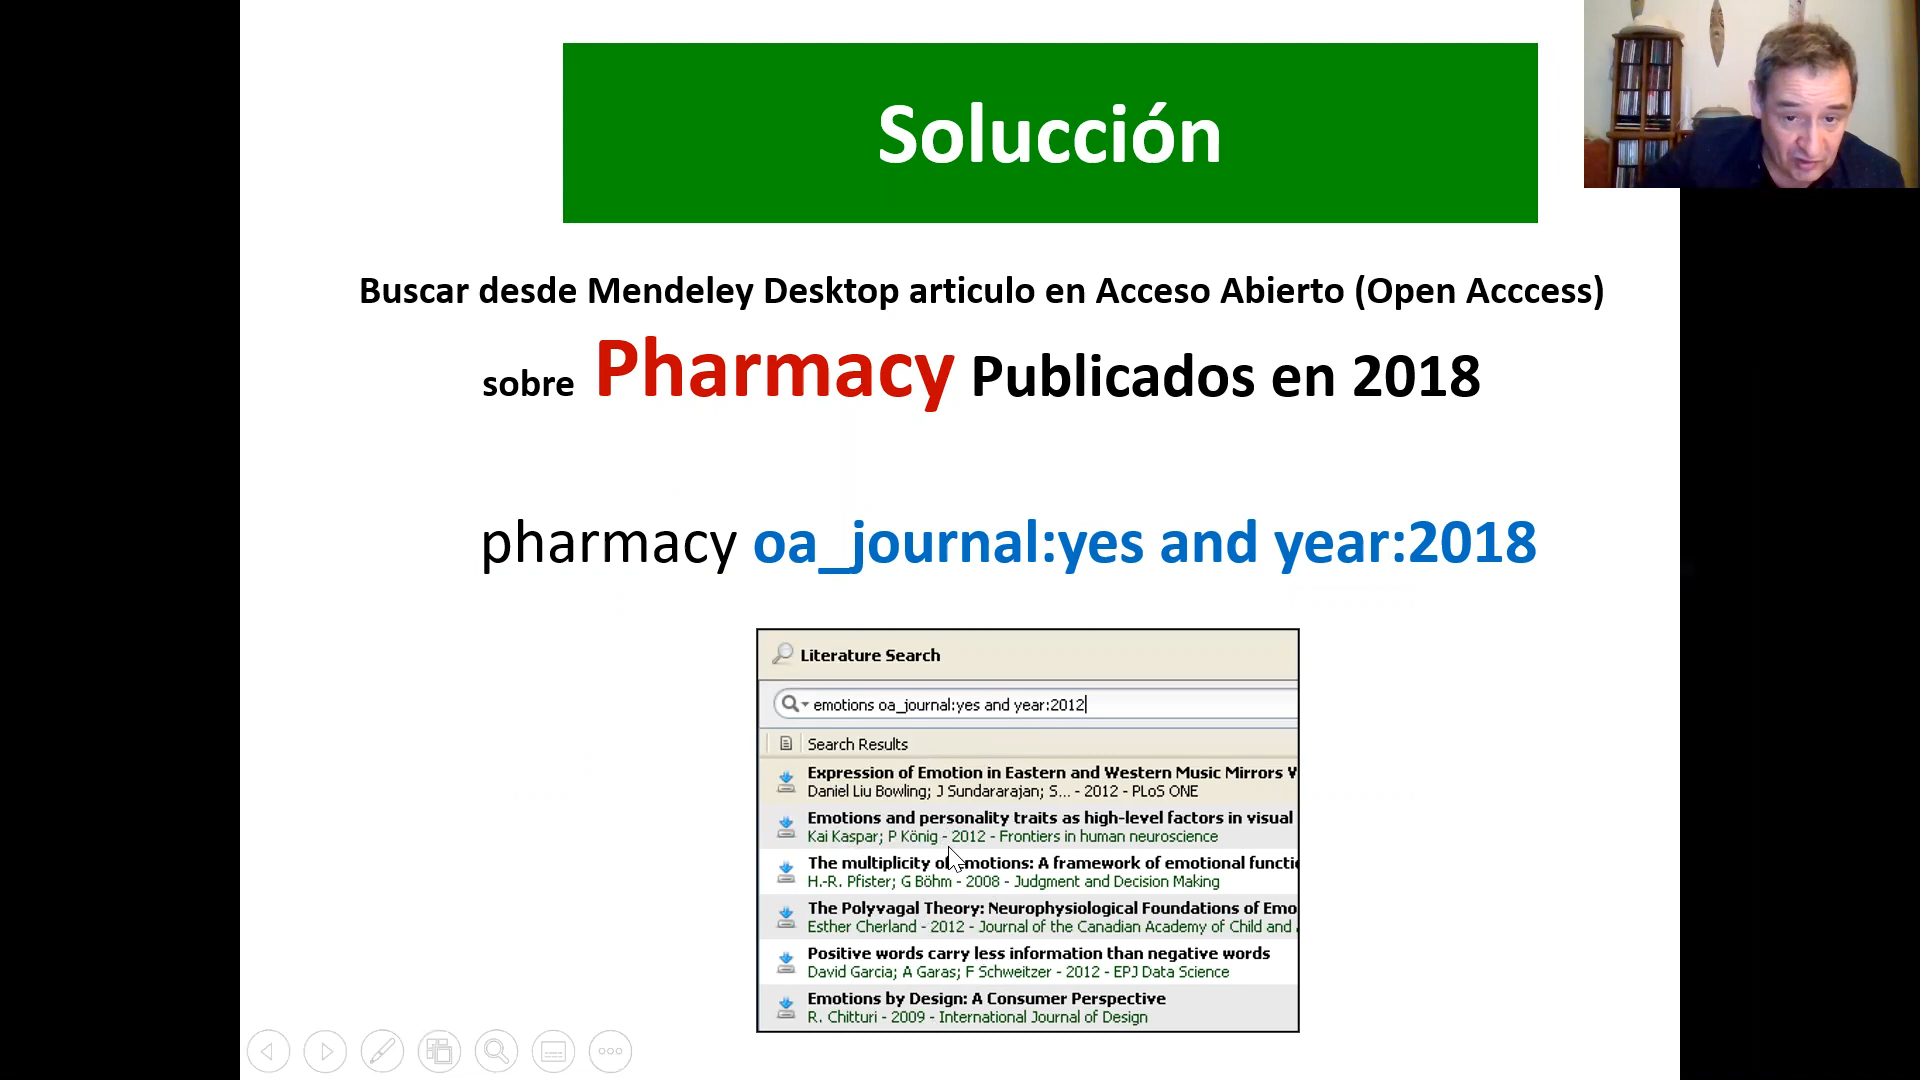 Solucción
Buscar desde Mendeley Desktop articulo en Acceso Abierto (Open Acccess)
sobre Pharmacy Publicados en 2018
pharmacy oa_journal:yes and year:2018
Literature Search
emotions oa_journal:yes and year:2012
Search Results
Expression of Emotion in Eastern and Western Music Mirrors V
Daniel Liu Bowling; J Sundararajan; S... - 2012 - PLoS ONE
Emotions and personality traits as high-level factors in visual
Kai Kaspar; P König - 2012 - Frontiers in human neuroscience
The multiplicity of emotions: A framework of emotional functi
H.-R. Pfister; G Böhm - 2008 - Judgment and Decision Making
The Polyvagal Theory: Neurophysiological Foundations of Emo
Esther Cherland - 2012 - Journal of the Canadian Academy of Child and
Positive words carry less information than negative words
David Garcia; A Garas; F Schweitzer - 2012 - EPJ Data Science
Emotions by Design: A Consumer Perspective
R. Chitturi - 2009 - International Journal of Design